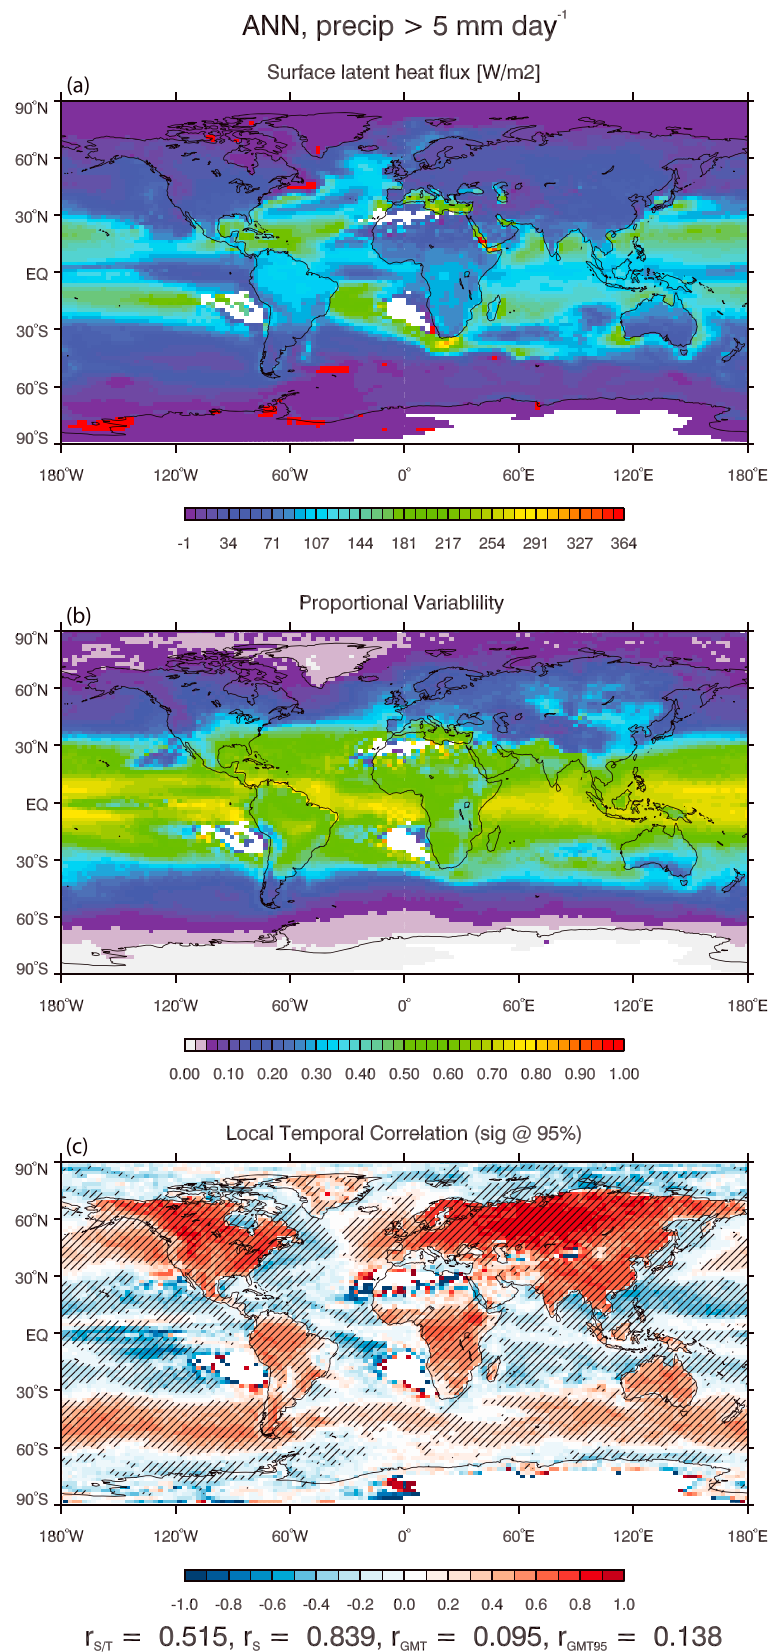 ANN, precip > 5 mm day⁻¹
(a)
Surface latent heat flux [W/m2]
90°N
60°N
30°N
EQ
30°S
60°S
90°S
180°W 120°W 60°W 0° 60°E 120°E 180°E
-1 34 71 107 144 181 217 254 291 327 364
(b)
Proportional Variablility
90°N
60°N
30°N
EQ
30°S
60°S
90°S
180°W 120°W 60°W 0° 60°E 120°E 180°E
0.00 0.10 0.20 0.30 0.40 0.50 0.60 0.70 0.80 0.90 1.00
(c)
Local Temporal Correlation (sig @ 95%)
90°N
60°N
30°N
EQ
30°S
60°S
90°S
180°W 120°W 60°W 0° 60°E 120°E 180°E
-1.0 -0.8 -0.6 -0.4 -0.2 0.0 0.2 0.4 0.6 0.8 1.0
r_S/T = 0.515, r_S = 0.839, r_GMT = 0.095, r_GMT95 = 0.138